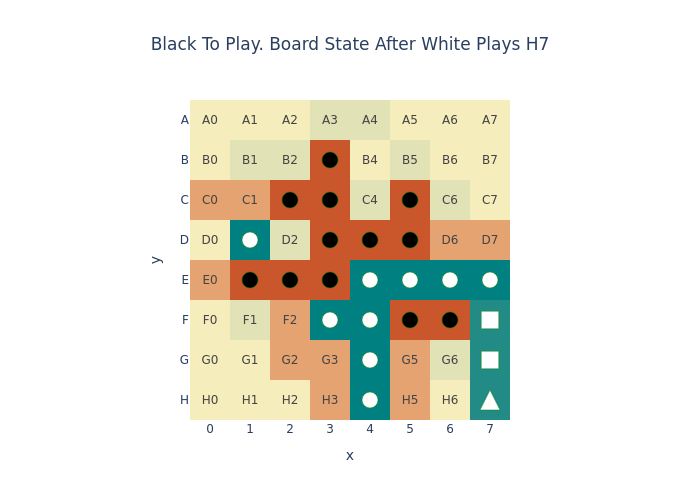 Black To Play. Board State After White Plays H7
A A0 A1 A2 A3 A4 A5 A6 A7
B B0 B1 B2 B4 B5 B6 B7
C C0 C1 C4 C6 C7
D D0 D2 D6 D7
E E0
F F0 F1 F2
G G0 G1 G2 G3 G5 G6
H H0 H1 H2 H3 H5 H6
0 1 2 3 4 5 6 7
x
y